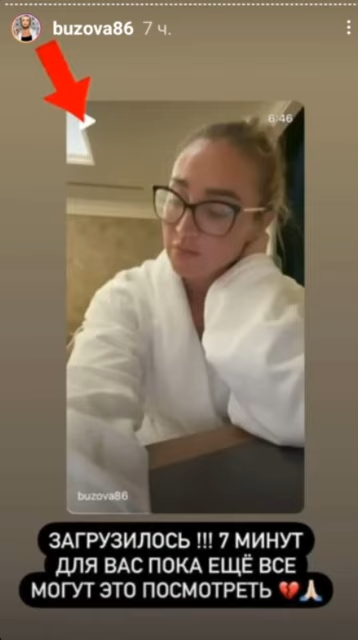 buzova86 7 ч.
6:46
buzova86
ЗАГРУЗИЛОСЬ !!! 7 МИНУТ
ДЛЯ ВАС ПОКА ЕЩЁ ВСЕ
МОГУТ ЭТО ПОСМОТРЕТЬ 💔🙏🏻